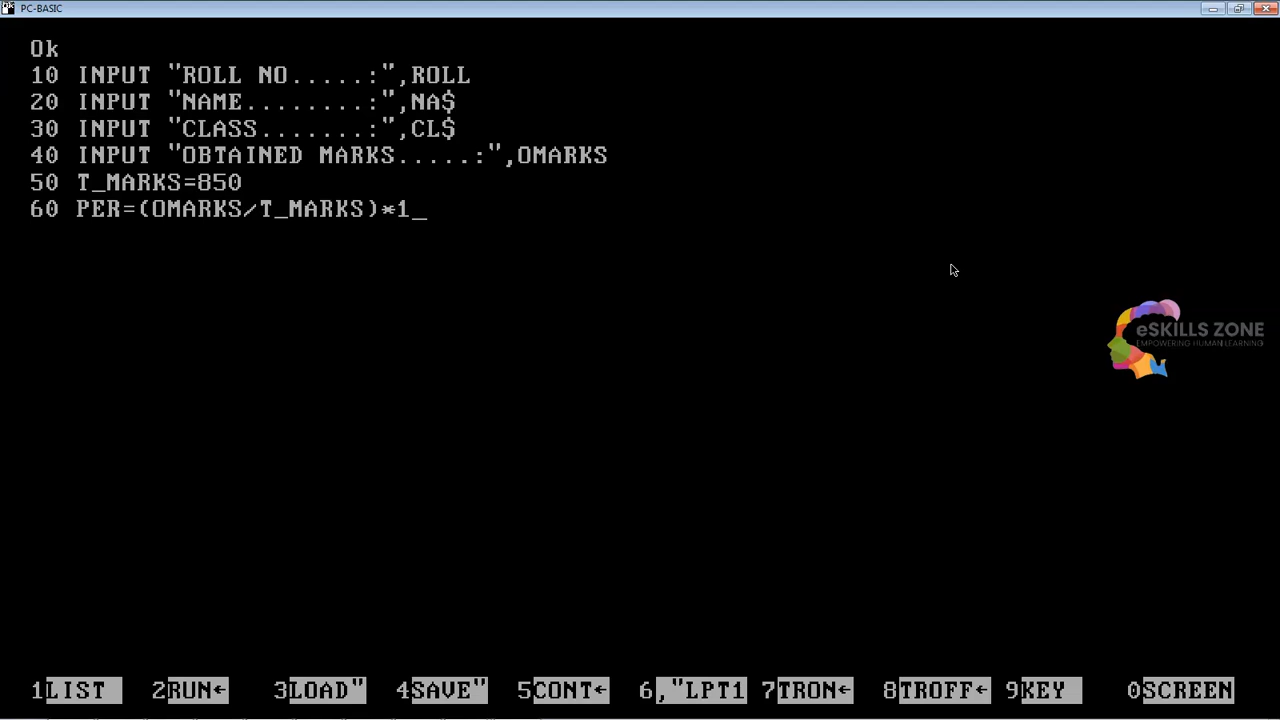 PC-BASIC
Ok
10 INPUT "ROLL NO.....:",ROLL
20 INPUT "NAME........:",NA$
30 INPUT "CLASS.......:",CL$
40 INPUT "OBTAINED MARKS.....:",OMARKS
50 T_MARKS=850
60 PER=(OMARKS/T_MARKS)*1_
eSKILLS ZONE
EMPOWERING HUMAN LEARNING
1LIST 2RUN← 3LOAD" 4SAVE" 5CONT← 6,"LPT1 7TRON← 8TROFF← 9KEY 0SCREEN